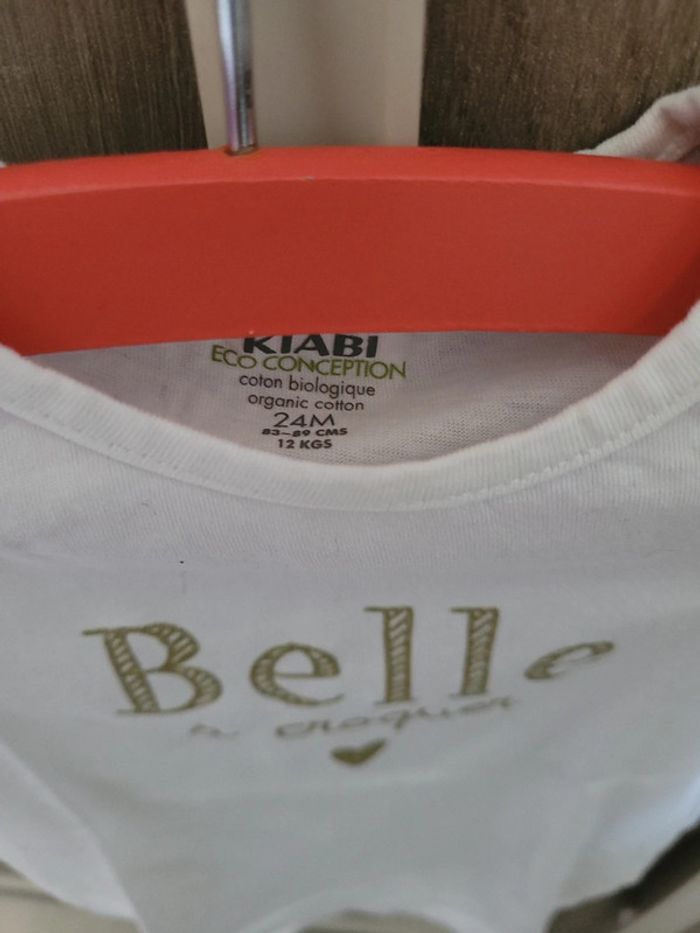 KIABI
ECO CONCEPTION
coton biologique
organic cotton
24M
83-89 CMS
12 KGS
Belle
à croquer